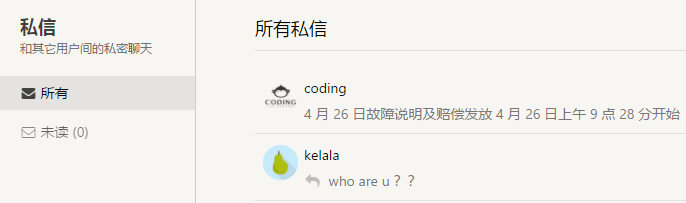 私信
和其它用户间的私密聊天
所有
未读 (0)
所有私信
CODING
coding
4 月 26 日故障说明及赔偿发放 4 月 26 日上午 9 点 28 分开始
kelala
who are u？？